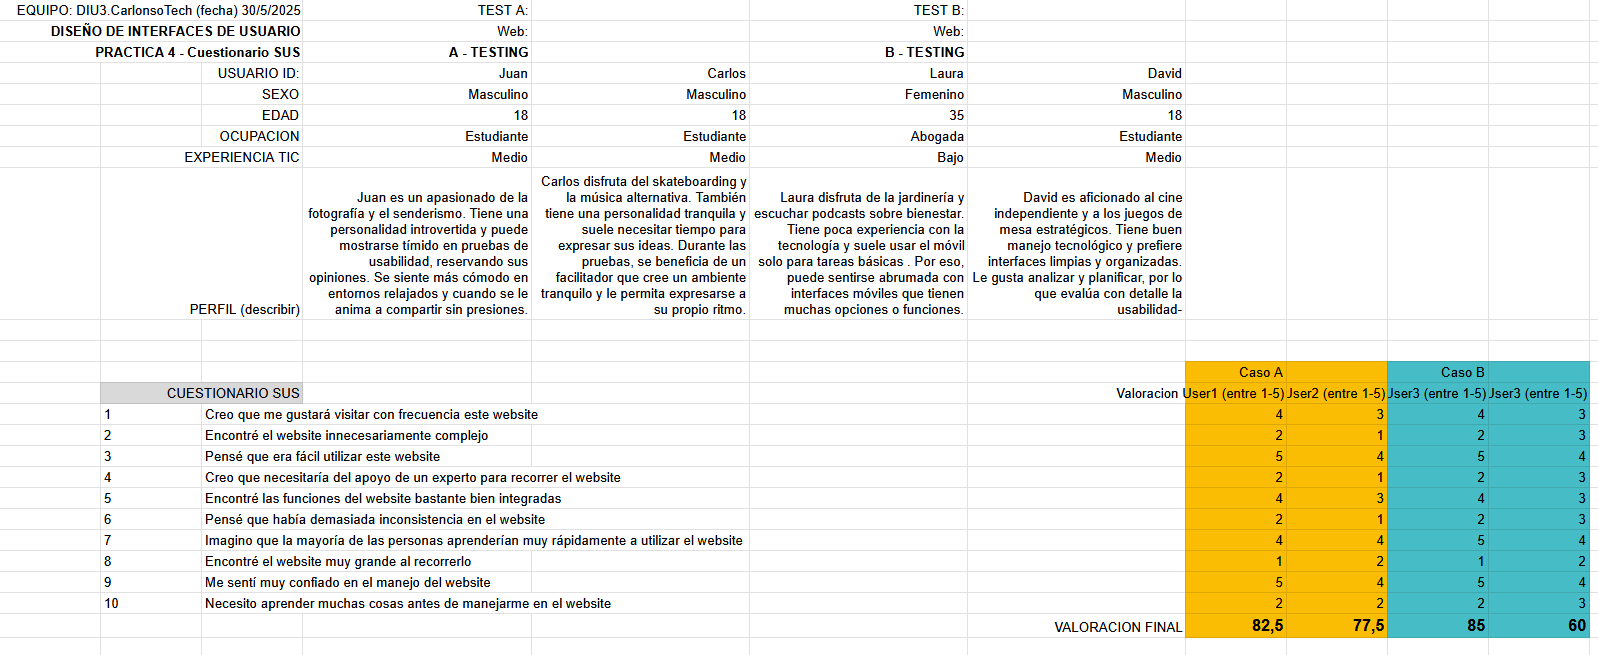 EQUIPO: DIU3.CarlonsoTech (fecha) 30/5/2025 TEST A: TEST B:
DISEÑO DE INTERFACES DE USUARIO Web: Web:
PRACTICA 4 - Cuestionario SUS A - TESTING B - TESTING
USUARIO ID: Juan Carlos Laura David
SEXO Masculino Masculino Femenino Masculino
EDAD 18 18 35 18
OCUPACION Estudiante Estudiante Abogada Estudiante
EXPERIENCIA TIC Medio Medio Bajo Medio
PERFIL (describir)
Juan es un apasionado de la
fotografía y el senderismo. Tiene una
personalidad introvertida y puede
mostrarse tímido en pruebas de
usabilidad, reservando sus
opiniones. Se siente más cómodo en
entornos relajados y cuando se le
anima a compartir sin presiones.
Carlos disfruta del skateboarding y
la música alternativa. También
tiene una personalidad tranquila y
suele necesitar tiempo para
expresar sus ideas. Durante las
pruebas, se beneficia de un
facilitador que cree un ambiente
tranquilo y le permita expresarse a
su propio ritmo.
Laura disfruta de la jardinería y
escuchar podcasts sobre bienestar.
Tiene poca experiencia con la
tecnología y suele usar el móvil
solo para tareas básicas . Por eso,
puede sentirse abrumada con
interfaces móviles que tienen
muchas opciones o funciones.
David es aficionado al cine
independiente y a los juegos de
mesa estratégicos. Tiene buen
manejo tecnológico y prefiere
interfaces limpias y organizadas.
Le gusta analizar y planificar, por lo
que evalúa con detalle la
usabilidad-
Caso A Caso B
CUESTIONARIO SUS Valoracion User1 (entre 1-5) Jser2 (entre 1-5) Jser3 (entre 1-5) Jser3 (entre 1-5)
1 Creo que me gustará visitar con frecuencia este website 4 3 4 3
2 Encontré el website innecesariamente complejo 2 1 2 3
3 Pensé que era fácil utilizar este website 5 4 5 4
4 Creo que necesitaría del apoyo de un experto para recorrer el website 2 1 2 3
5 Encontré las funciones del website bastante bien integradas 4 3 4 3
6 Pensé que había demasiada inconsistencia en el website 2 1 2 3
7 Imagino que la mayoría de las personas aprenderían muy rápidamente a utilizar el website 4 4 5 4
8 Encontré el website muy grande al recorrerlo 1 2 1 2
9 Me sentí muy confiado en el manejo del website 5 4 5 4
10 Necesito aprender muchas cosas antes de manejarme en el website 2 2 2 3
VALORACION FINAL 82,5 77,5 85 60